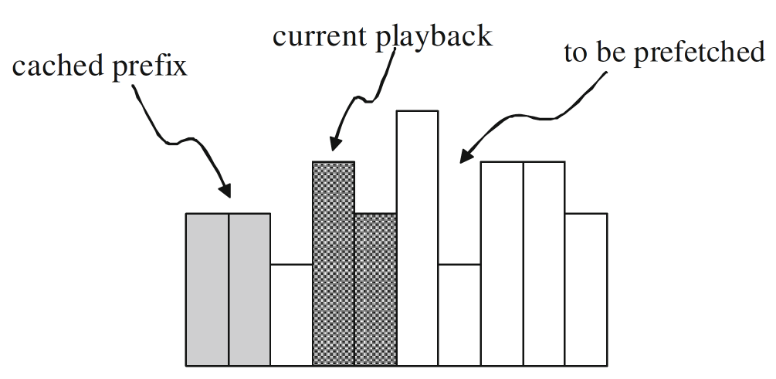 cached prefix
current playback
to be prefetched